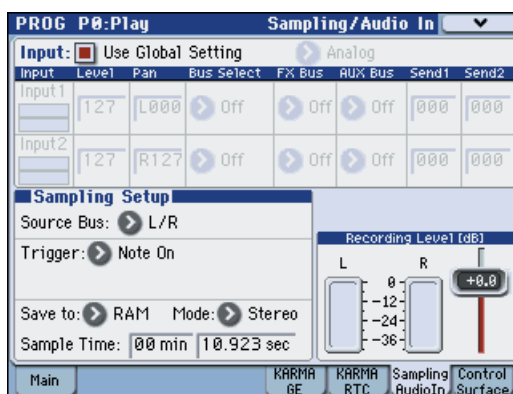 PROG P0:Play Sampling/Audio In
Input: Use Global Setting Analog
Input Level Pan Bus Select FX Bus AUX Bus Send1 Send2
Input1
127 L000 Off Off Off 000 000
Input2
127 R127 Off Off Off 000 000
Sampling Setup
Source Bus: L/R
Recording Level [dB]
Trigger: Note On
L R
0
+0.0
-12
-24
-36
Save to: RAM Mode: Stereo
Sample Time: 00 min 10.923 sec
Main KARMA GE KARMA RTC Sampling AudioIn Control Surface